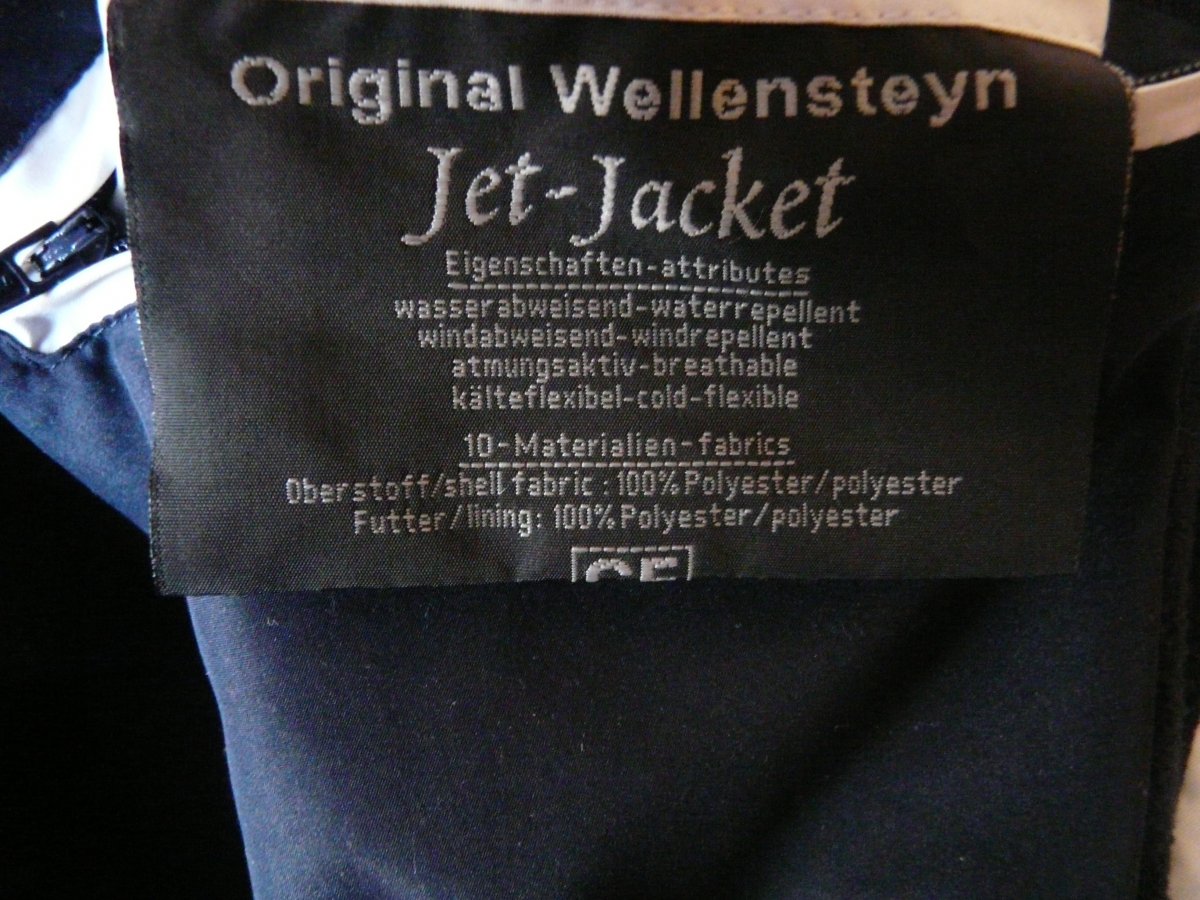 Original Wellensteyn
Jet-Jacket
Eigenschaften-attributes
wasserabweisend-waterrepellent
windabweisend-windrepellent
atmungsaktiv-breathable
kälteflexibel-cold-flexible
10-Materialien-fabrics
Oberstoff/shell fabric: 100% Polyester/polyester
Futter/lining: 100% Polyester/polyester